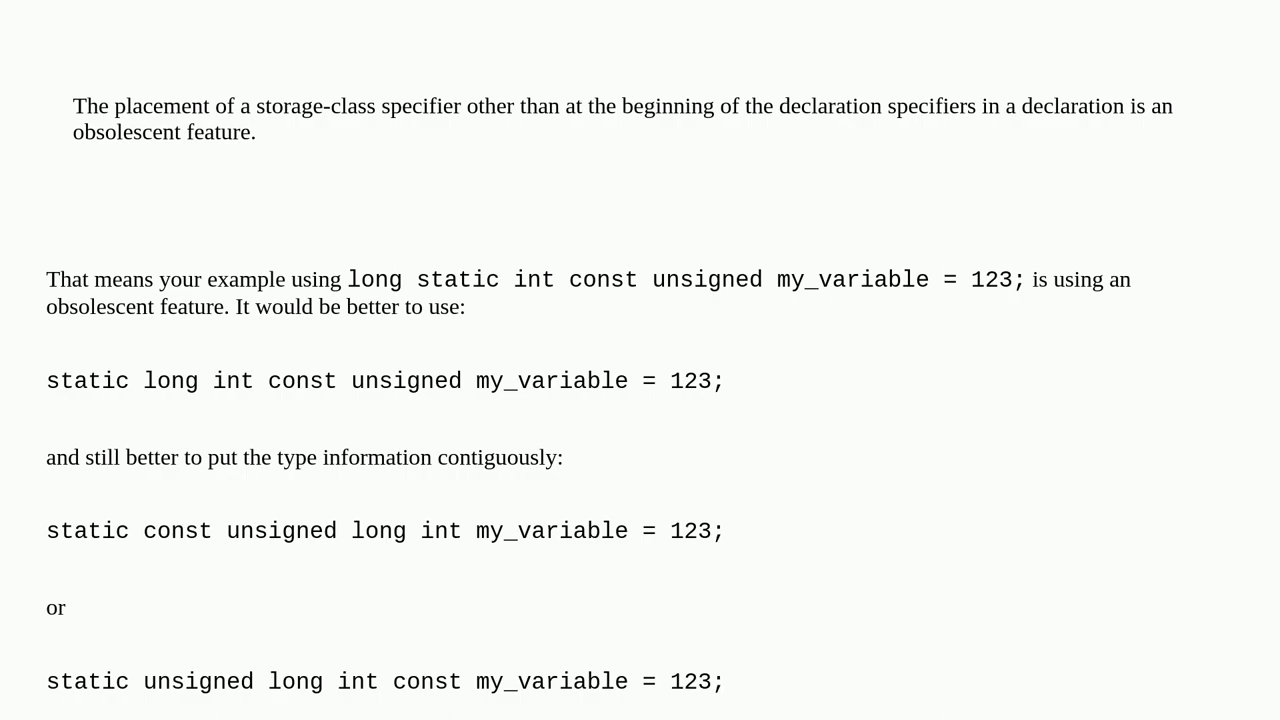 The placement of a storage-class specifier other than at the beginning of the declaration specifiers in a declaration is an
obsolescent feature.
That means your example using long static int const unsigned my_variable = 123; is using an
obsolescent feature. It would be better to use:
static long int const unsigned my_variable = 123;
and still better to put the type information contiguously:
static const unsigned long int my_variable = 123;
or
static unsigned long int const my_variable = 123;